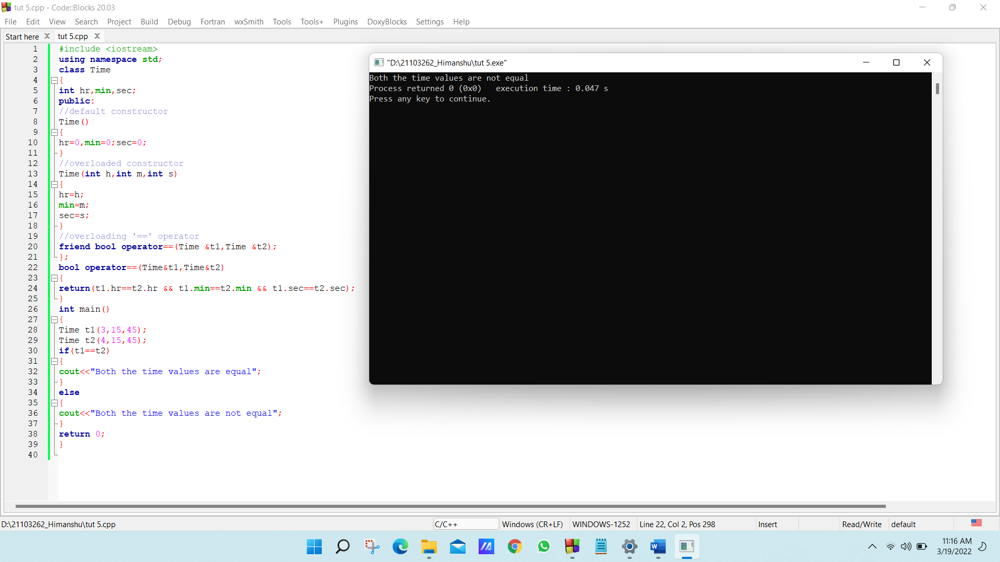 tut 5.cpp - Code::Blocks 20.03
File Edit View Search Project Build Debug Fortran wxSmith Tools Tools+ Plugins DoxyBlocks Settings Help
Start here tut 5.cpp
1 #include <iostream>
2 using namespace std;
3 class Time
4 {
5 int hr,min,sec;
6 public:
7 //default constructor
8 Time()
9 {
10 hr=0,min=0;sec=0;
11 }
12 //overloaded constructor
13 Time(int h,int m,int s)
14 {
15 hr=h;
16 min=m;
17 sec=s;
18 }
19 //overloading '==' operator
20 friend bool operator==(Time &t1,Time &t2);
21 };
22 bool operator==(Time&t1,Time&t2)
23 {
24 return(t1.hr==t2.hr && t1.min==t2.min && t1.sec==t2.sec);
25 }
26 int main()
27 {
28 Time t1(3,15,45);
29 Time t2(4,15,45);
30 if(t1==t2)
31 {
32 cout<<"Both the time values are equal";
33 }
34 else
35 {
36 cout<<"Both the time values are not equal";
37 }
38 return 0;
39 }
40
"D:\21103262_Himanshu\tut 5.exe"
Both the time values are not equal
Process returned 0 (0x0)   execution time : 0.047 s
Press any key to continue.
D:\21103262_Himanshu\tut 5.cpp C/C++ Windows (CR+LF) WINDOWS-1252 Line 22, Col 2, Pos 298 Insert Read/Write default
11:16 AM
3/19/2022